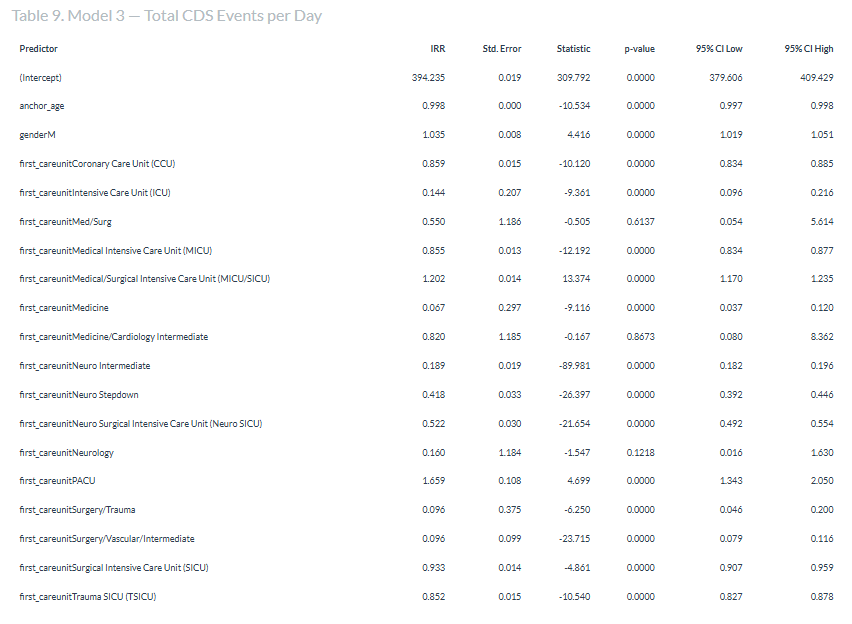 Table 9. Model 3 — Total CDS Events per Day
Predictor IRR Std. Error Statistic p-value 95% CI Low 95% CI High
(Intercept) 394.235 0.019 309.792 0.0000 379.606 409.429
anchor_age 0.998 0.000 -10.534 0.0000 0.997 0.998
genderM 1.035 0.008 4.416 0.0000 1.019 1.051
first_careunitCoronary Care Unit (CCU) 0.859 0.015 -10.120 0.0000 0.834 0.885
first_careunitIntensive Care Unit (ICU) 0.144 0.207 -9.361 0.0000 0.096 0.216
first_careunitMed/Surg 0.550 1.186 -0.505 0.6137 0.054 5.614
first_careunitMedical Intensive Care Unit (MICU) 0.855 0.013 -12.192 0.0000 0.834 0.877
first_careunitMedical/Surgical Intensive Care Unit (MICU/SICU) 1.202 0.014 13.374 0.0000 1.170 1.235
first_careunitMedicine 0.067 0.297 -9.116 0.0000 0.037 0.120
first_careunitMedicine/Cardiology Intermediate 0.820 1.185 -0.167 0.8673 0.080 8.362
first_careunitNeuro Intermediate 0.189 0.019 -89.981 0.0000 0.182 0.196
first_careunitNeuro Stepdown 0.418 0.033 -26.397 0.0000 0.392 0.446
first_careunitNeuro Surgical Intensive Care Unit (Neuro SICU) 0.522 0.030 -21.654 0.0000 0.492 0.554
first_careunitNeurology 0.160 1.184 -1.547 0.1218 0.016 1.630
first_careunitPACU 1.659 0.108 4.699 0.0000 1.343 2.050
first_careunitSurgery/Trauma 0.096 0.375 -6.250 0.0000 0.046 0.200
first_careunitSurgery/Vascular/Intermediate 0.096 0.099 -23.715 0.0000 0.079 0.116
first_careunitSurgical Intensive Care Unit (SICU) 0.933 0.014 -4.861 0.0000 0.907 0.959
first_careunitTrauma SICU (TSICU) 0.852 0.015 -10.540 0.0000 0.827 0.878